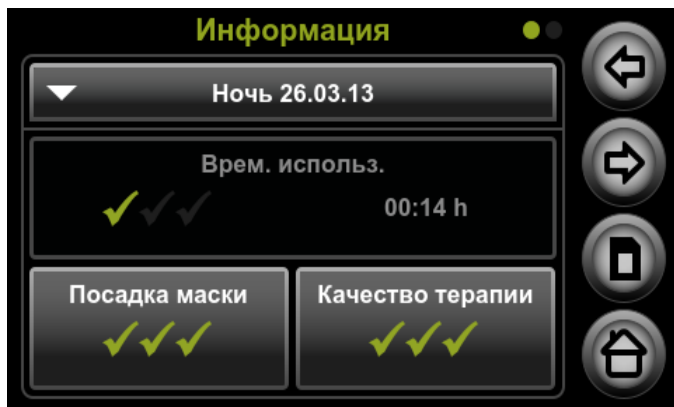 Информация
Ночь 26.03.13
Врем. использ.
00:14 h
Посадка маски
Качество терапии